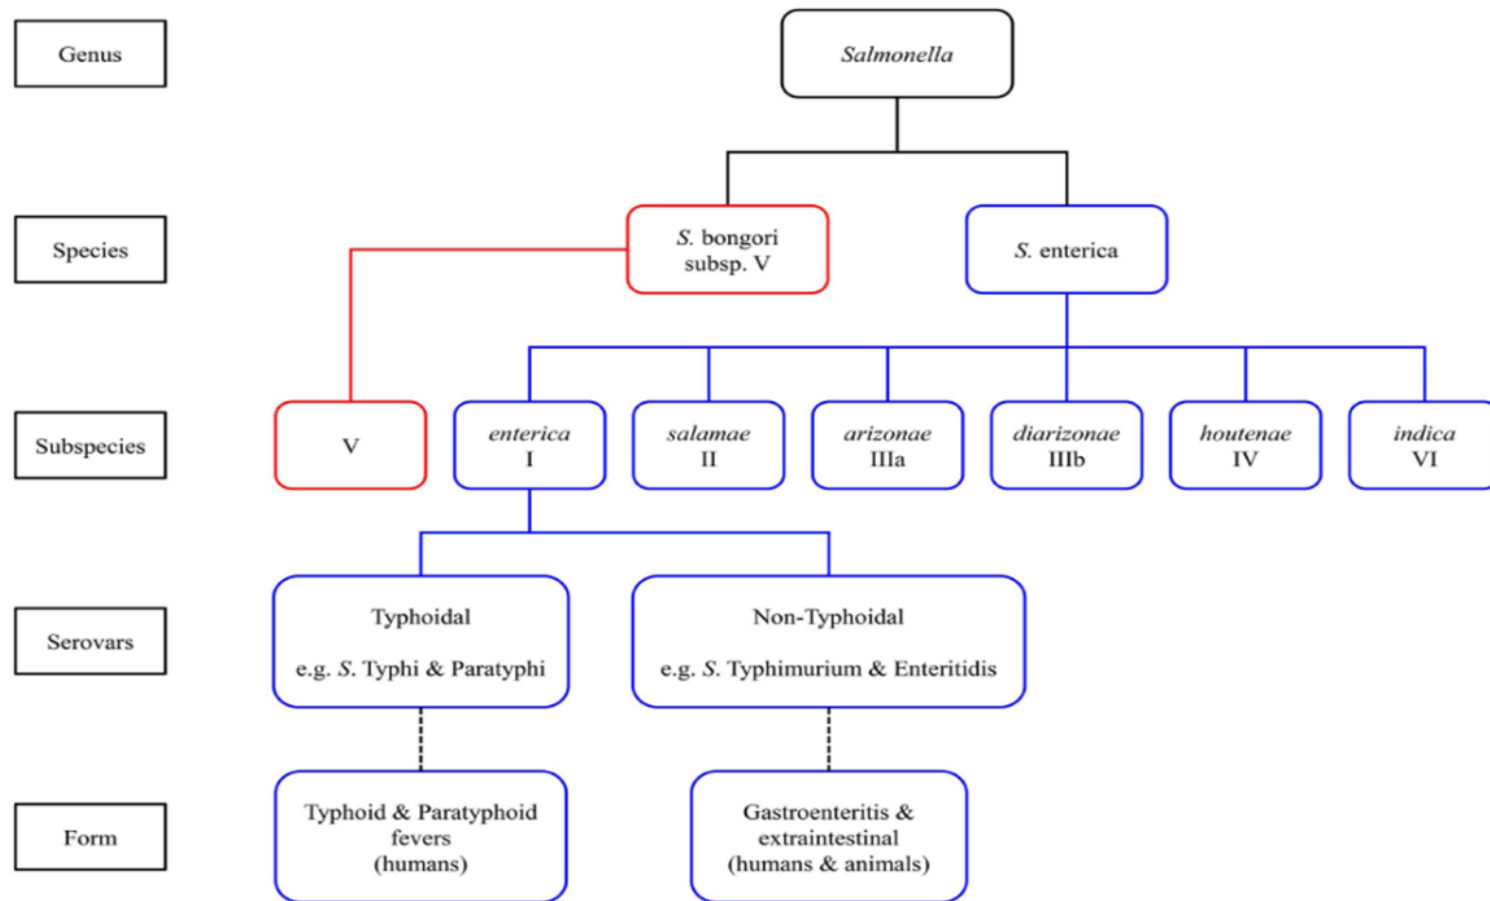 Genus
Salmonella
Species
S. bongori
subsp. V
S. enterica
Subspecies
V
enterica
I
salamae
II
arizonae
IIIa
diarizonae
IIIb
houtenae
IV
indica
VI
Serovars
Typhoidal
e.g. S. Typhi & Paratyphi
Non-Typhoidal
e.g. S. Typhimurium & Enteritidis
Form
Typhoid & Paratyphoid
fevers
(humans)
Gastroenteritis &
extraintestinal
(humans & animals)